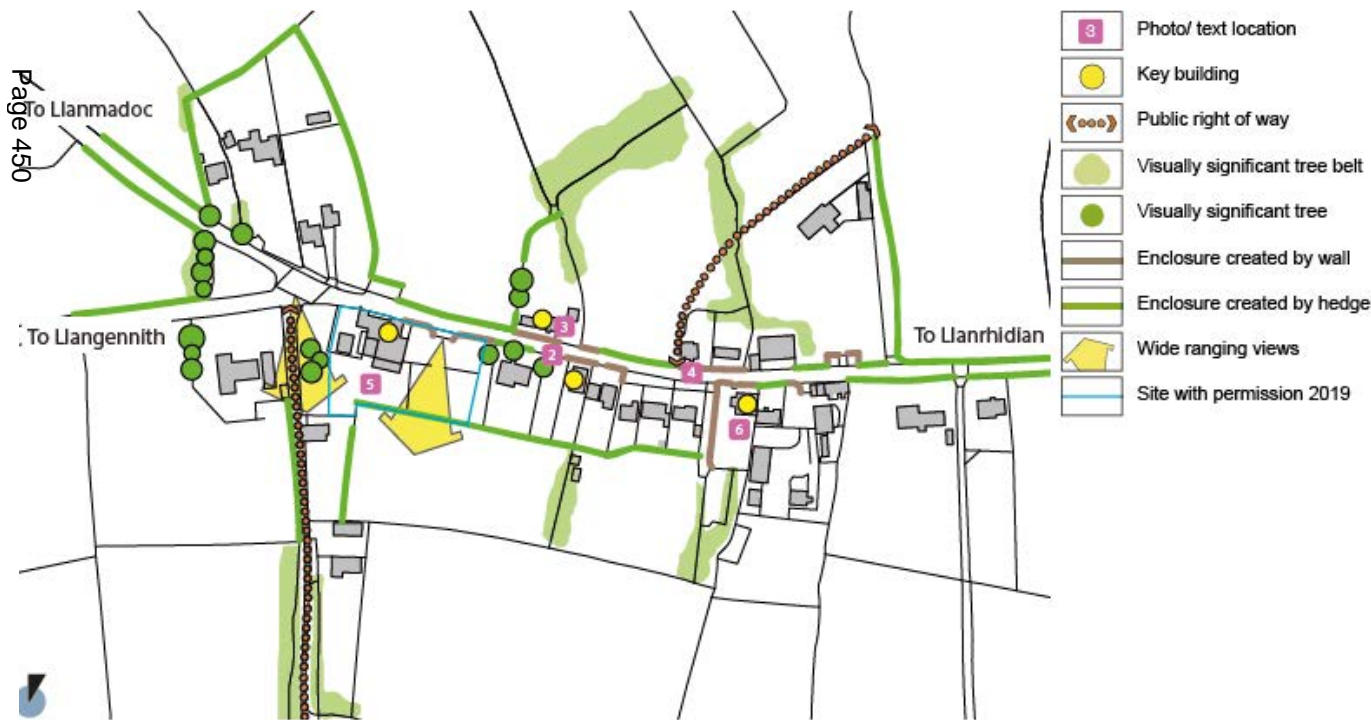 Page 450
To Llanmadoc
To Llangennith
To Llanrhidian
3
2
4
5
6
3
Photo/ text location
Key building
Public right of way
Visually significant tree belt
Visually significant tree
Enclosure created by wall
Enclosure created by hedge
Wide ranging views
Site with permission 2019